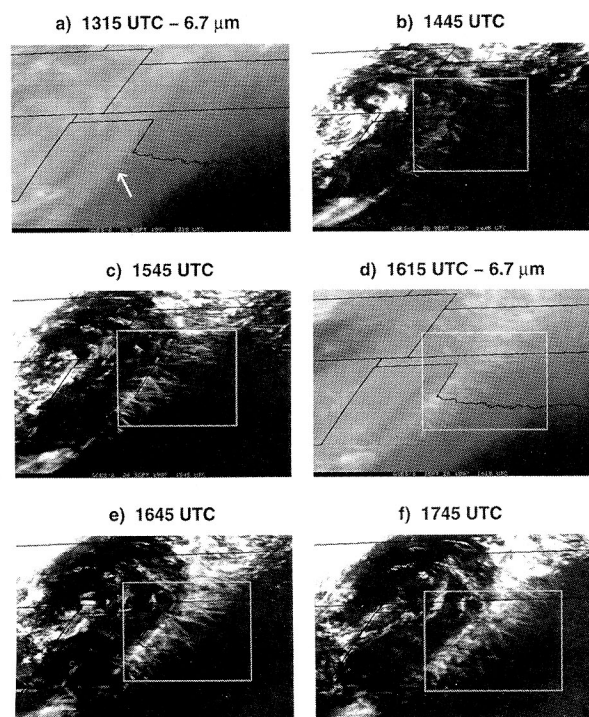 a) 1315 UTC – 6.7 µm
b) 1445 UTC
c) 1545 UTC
d) 1615 UTC – 6.7 µm
e) 1645 UTC
f) 1745 UTC